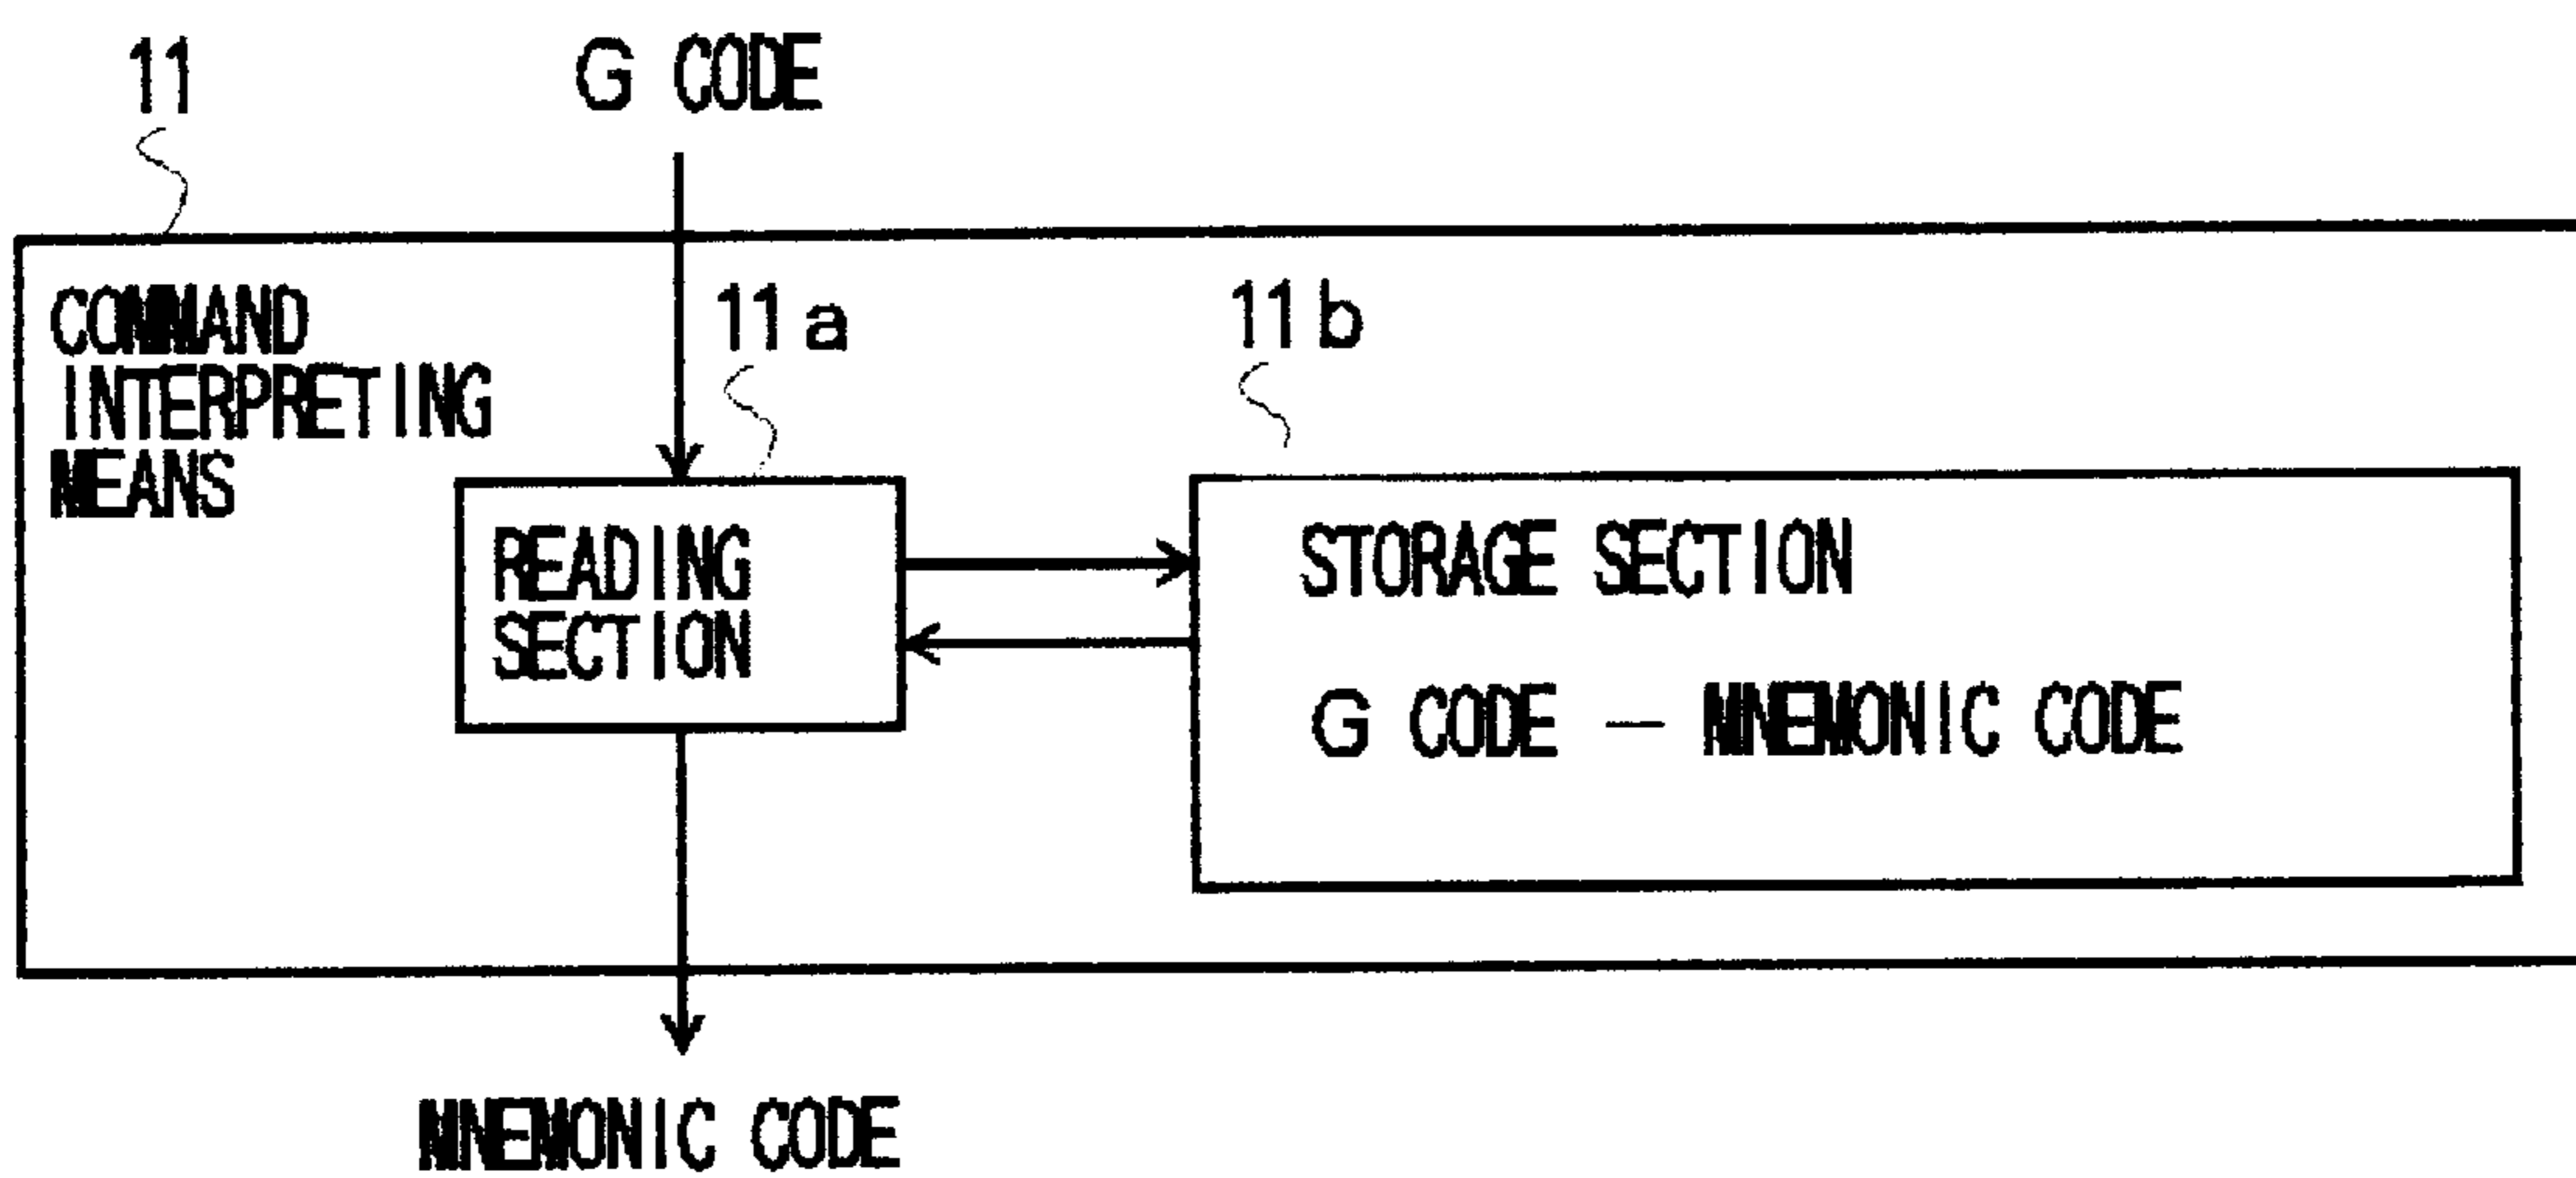 11
G CODE
COMMAND
INTERPRETING
MEANS
11a
11b
READING
SECTION
STORAGE SECTION
G CODE — MNEMONIC CODE
MNEMONIC CODE